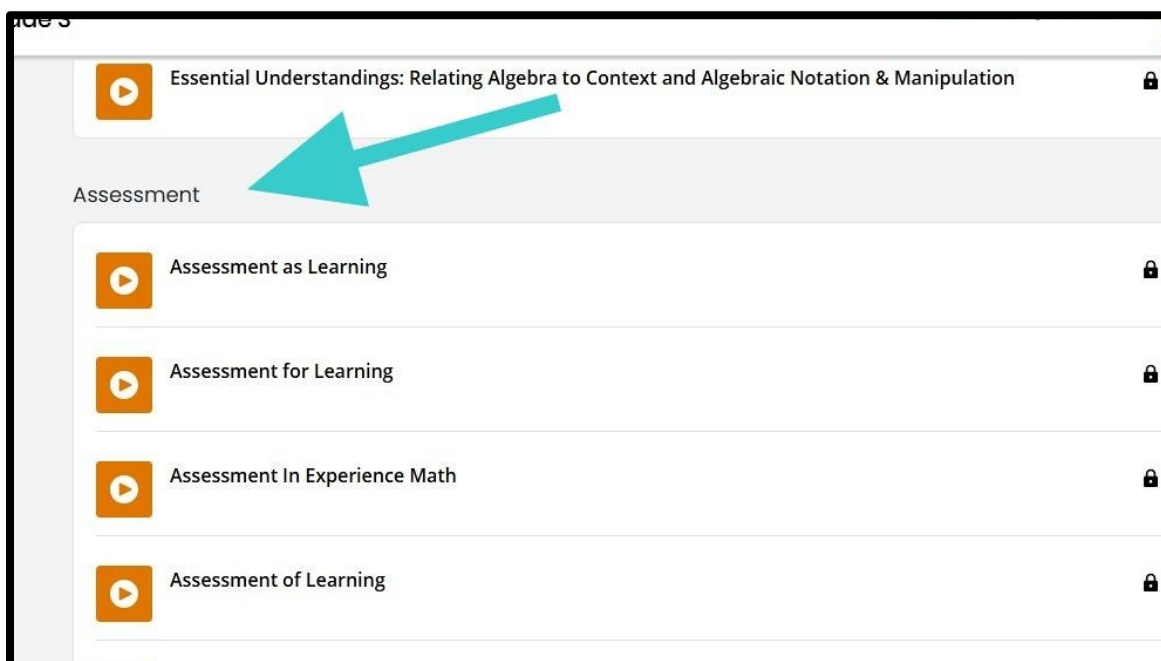 Essential Understandings: Relating Algebra to Context and Algebraic Notation & Manipulation
Assessment
Assessment as Learning
Assessment for Learning
Assessment In Experience Math
Assessment of Learning